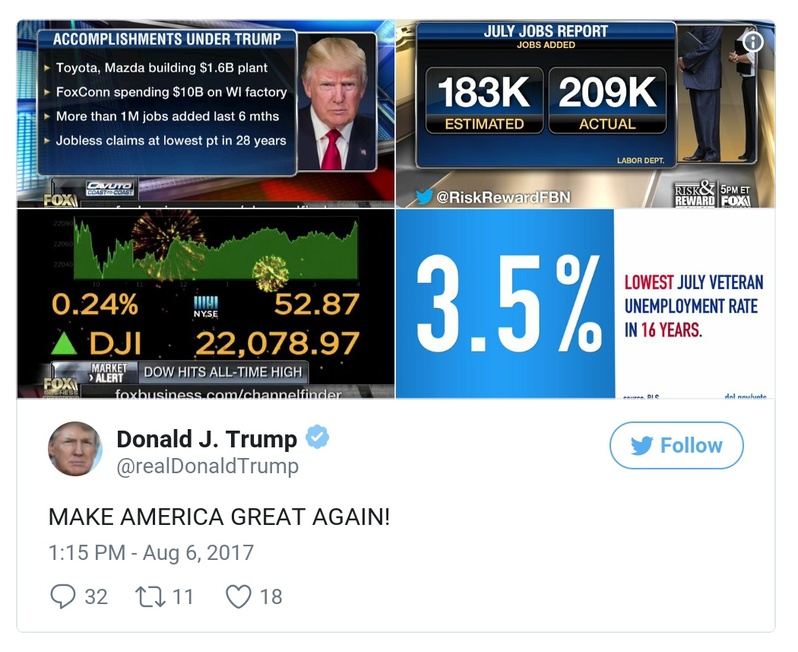 ACCOMPLISHMENTS UNDER TRUMP
Toyota, Mazda building $1.6B plant
FoxConn spending $10B on WI factory
More than 1M jobs added last 6 mths
Jobless claims at lowest pt in 28 years
CAVUTO
COAST TO COAST
FOX
JULY JOBS REPORT
JOBS ADDED
183K
ESTIMATED
209K
ACTUAL
LABOR DEPT.
@RiskRewardFBN
RISK&
REWARD
5PM ET
FOX
0.24%
NYSE
52.87
DJI
22,078.97
MARKET
ALERT
DOW HITS ALL-TIME HIGH
FOX
foxbusiness.com/channelfinder
3.5%
LOWEST JULY VETERAN
UNEMPLOYMENT RATE
IN 16 YEARS.
Donald J. Trump
@realDonaldTrump
Follow
MAKE AMERICA GREAT AGAIN!
1:15 PM - Aug 6, 2017
32
11
18